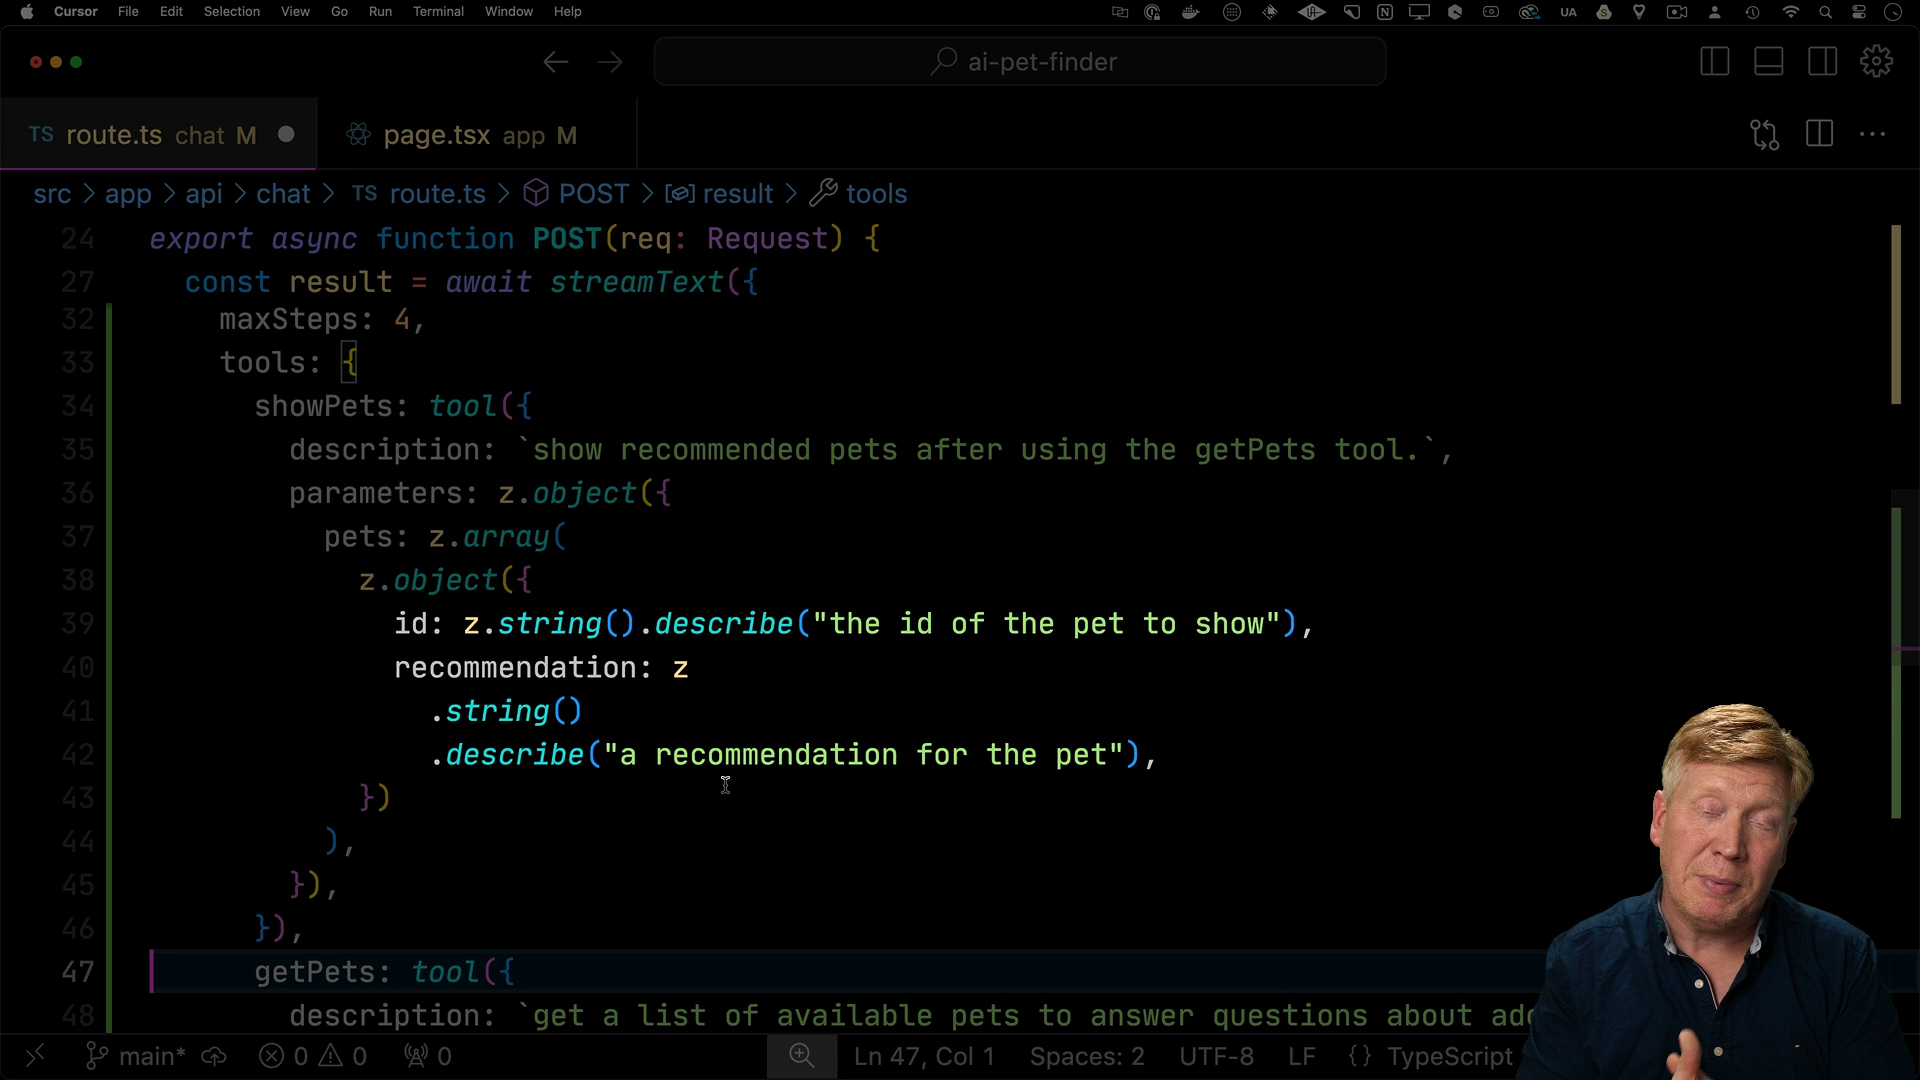 Cursor File Edit Selection View Go Run Terminal Window Help UA
ai-pet-finder
TS route.ts chat M page.tsx app M
src > app > api > chat > TS route.ts > POST > result > tools
24 export async function POST(req: Request) {
27 const result = await streamText({
32 maxSteps: 4,
33 tools: {
34 showPets: tool({
35 description: `show recommended pets after using the getPets tool.`,
36 parameters: z.object({
37 pets: z.array(
38 z.object({
39 id: z.string().describe("the id of the pet to show"),
40 recommendation: z
41 .string()
42 .describe("a recommendation for the pet"),
43 })
44 ),
45 }),
46 }),
47 getPets: tool({
48 description: `get a list of available pets to answer questions about
main* 0 0 0 Ln 47, Col 1 Spaces: 2 UTF-8 LF {} TypeScript